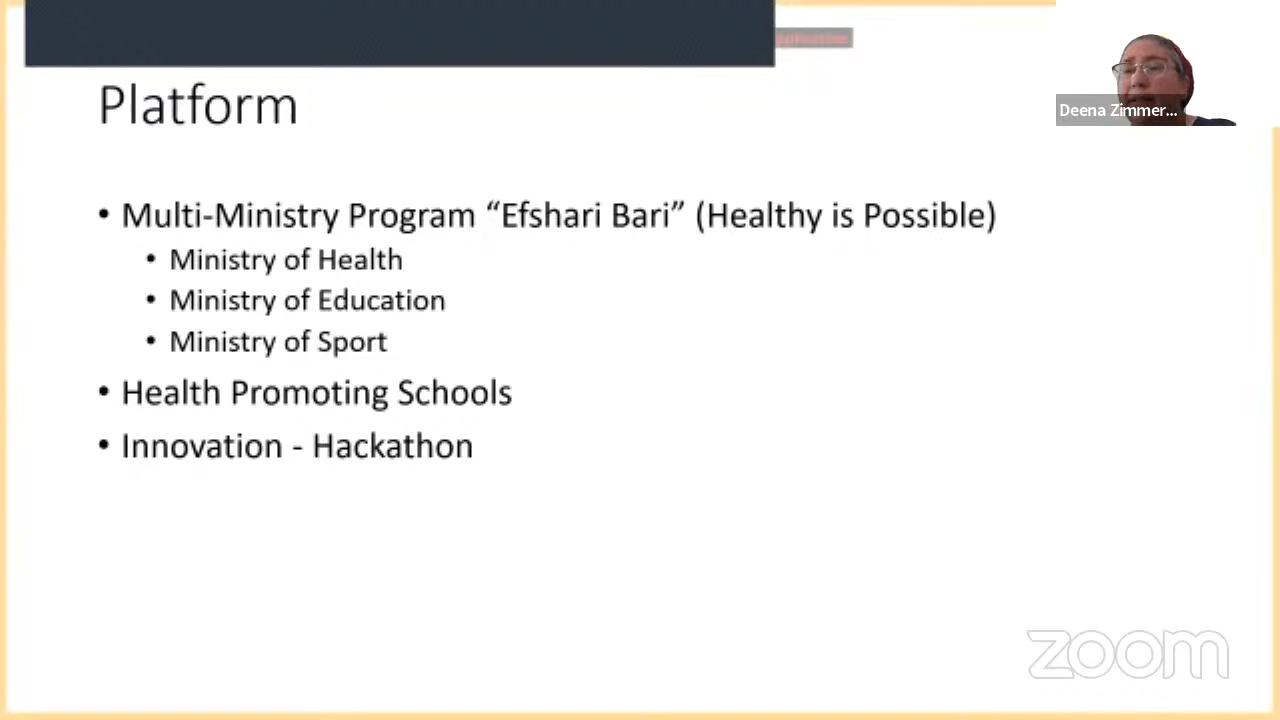 Platform
Deena Zimmer...
• Multi-Ministry Program “Efshari Bari” (Healthy is Possible)
• Ministry of Health
• Ministry of Education
• Ministry of Sport
• Health Promoting Schools
• Innovation - Hackathon
zoom